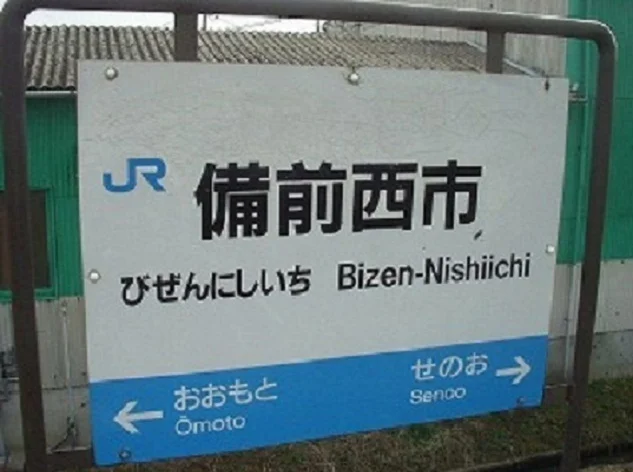 JR 備前西市
びぜんにしいち Bizen-Nishiichi
おおもと せのお
Ōmoto Senoo